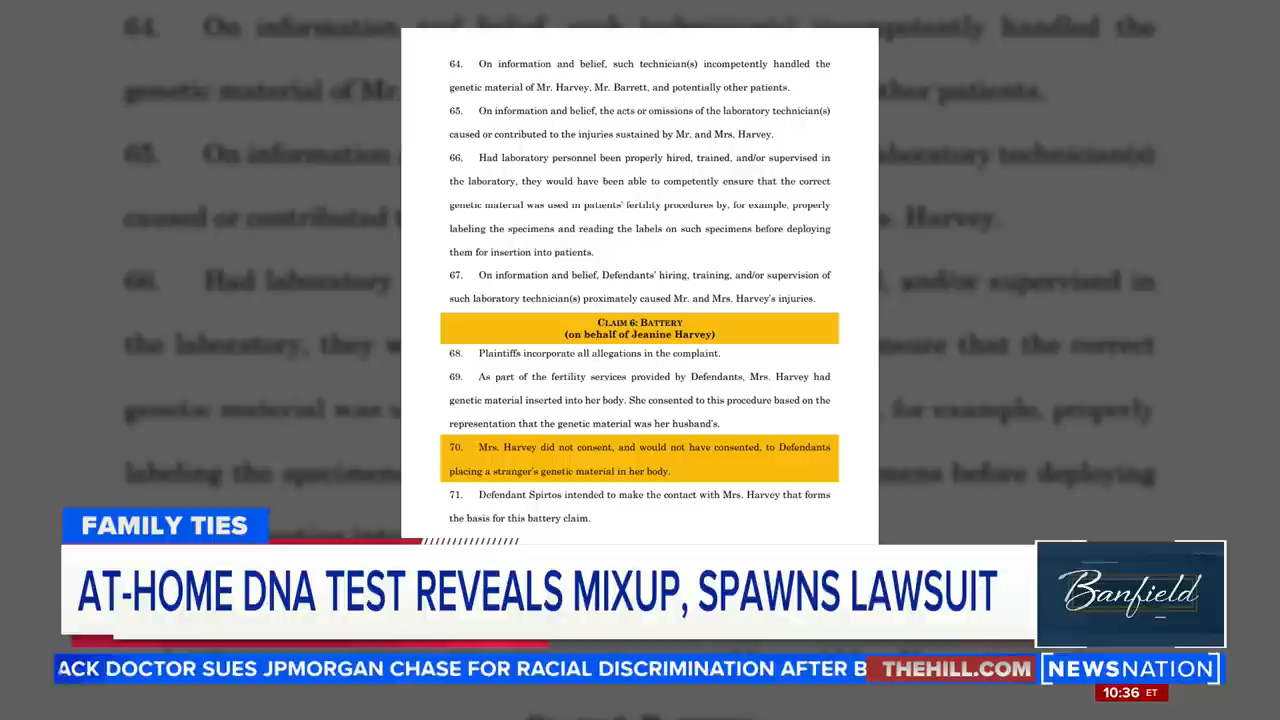 64. On information and belief, such technician(s) incompetently handled the
genetic material of Mr. Harvey, Mr. Barrett, and potentially other patients.
65. On information and belief, the acts or omissions of the laboratory technician(s)
caused or contributed to the injuries sustained by Mr. and Mrs. Harvey.
66. Had laboratory personnel been properly hired, trained, and/or supervised in
the laboratory, they would have been able to competently ensure that the correct
genetic material was used in patients' fertility procedures by, for example, properly
labeling the specimens and reading the labels on such specimens before deploying
them for insertion into patients.
67. On information and belief, Defendants' hiring, training, and/or supervision of
such laboratory technician(s) proximately caused Mr. and Mrs. Harvey's injuries.
CLAIM 6: BATTERY
(on behalf of Jeanine Harvey)
68. Plaintiffs incorporate all allegations in the complaint.
69. As part of the fertility services provided by Defendants, Mrs. Harvey had
genetic material inserted into her body. She consented to this procedure based on the
representation that the genetic material was her husband's.
70. Mrs. Harvey did not consent, and would not have consented, to Defendants
placing a stranger's genetic material in her body.
71. Defendant Spirtos intended to make the contact with Mrs. Harvey that forms
the basis for this battery claim.
FAMILY TIES
AT-HOME DNA TEST REVEALS MIXUP, SPAWNS LAWSUIT
Banfield
ACK DOCTOR SUES JPMORGAN CHASE FOR RACIAL DISCRIMINATION AFTER B
THEHILL.COM
NEWSNATION
10:36 ET